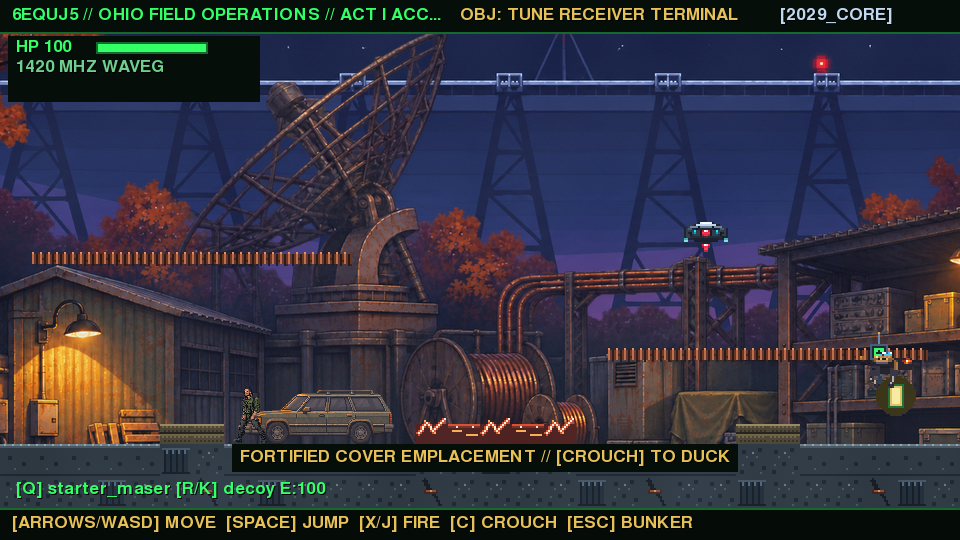 6EQUJ5 // OHIO FIELD OPERATIONS // ACT I ACC... OBJ: TUNE RECEIVER TERMINAL [2029_CORE]
HP 100
1420 MHZ WAVEG
FORTIFIED COVER EMPLACEMENT // [CROUCH] TO DUCK
[Q] starter_maser [R/K] decoy E:100
[ARROWS/WASD] MOVE [SPACE] JUMP [X/J] FIRE [C] CROUCH [ESC] BUNKER